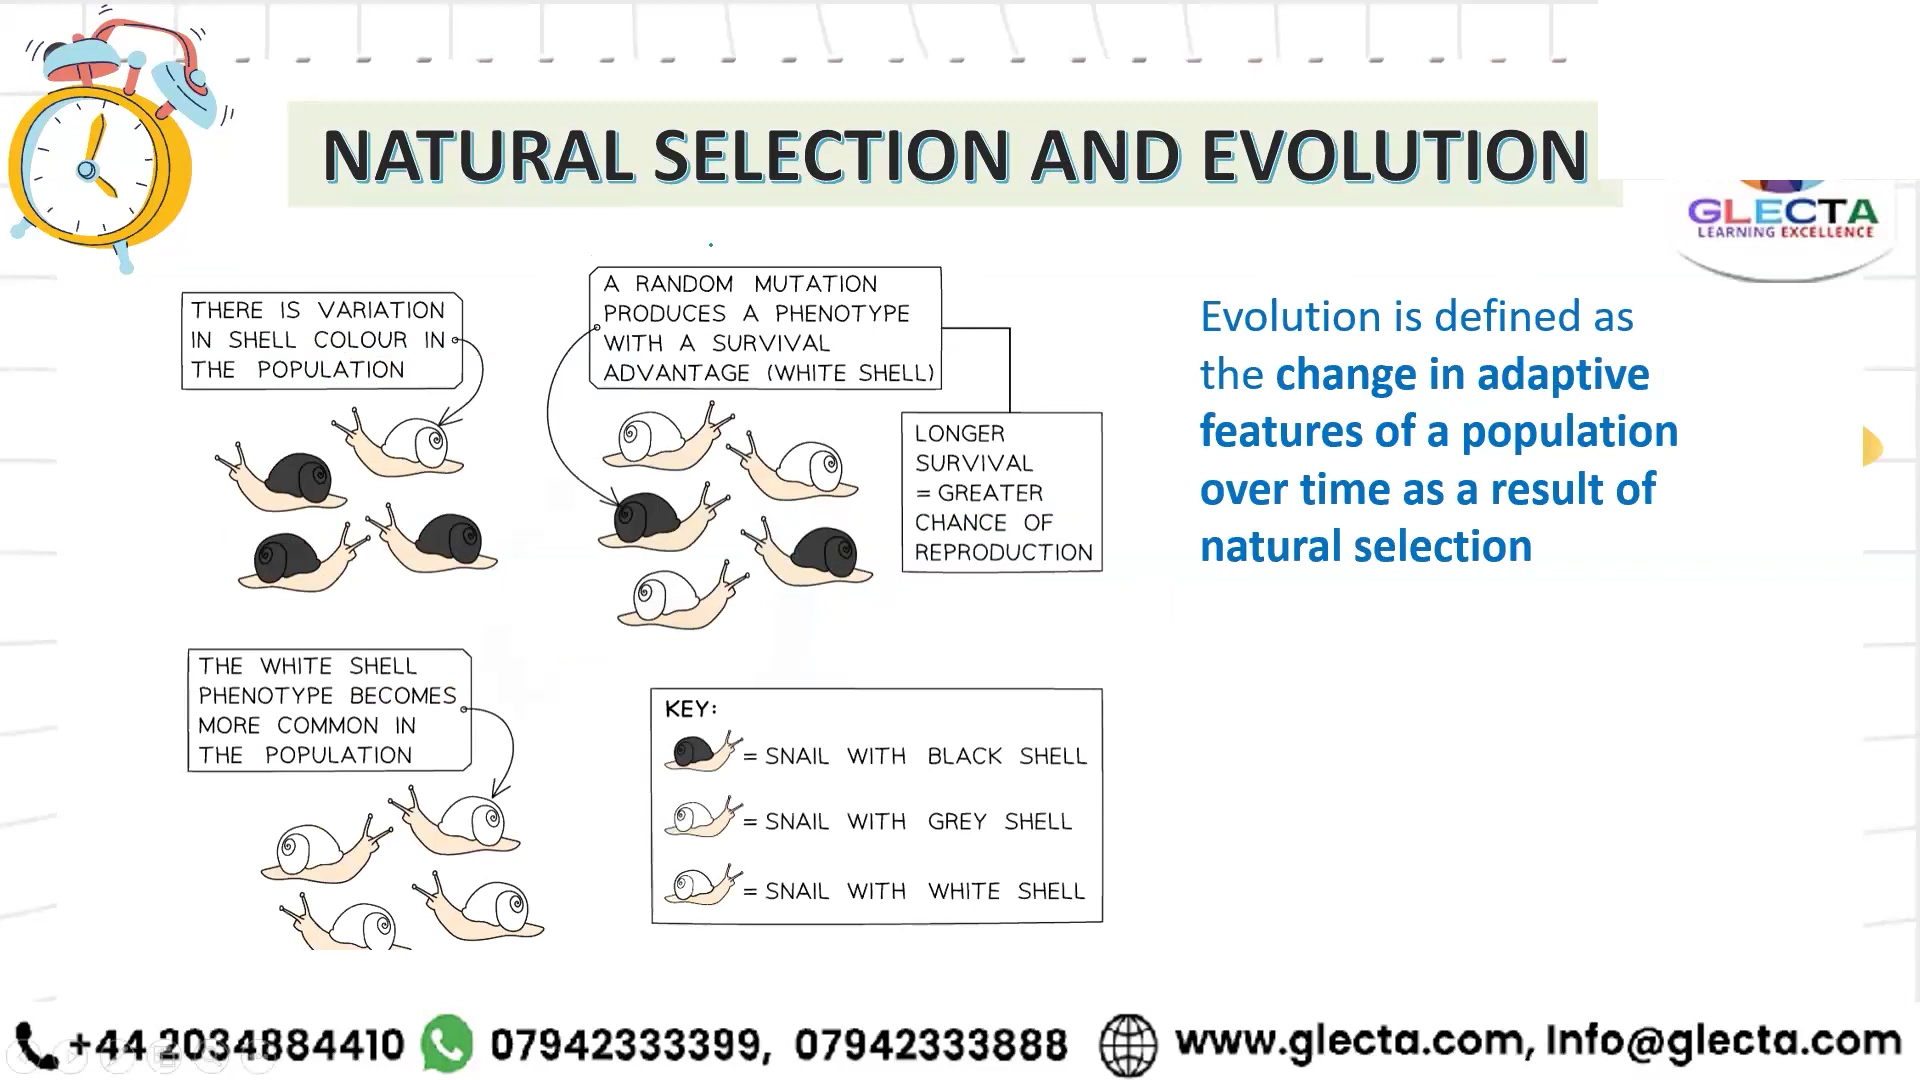 NATURAL SELECTION AND EVOLUTION
GLECTA
LEARNING EXCELLENCE
THERE IS VARIATION
IN SHELL COLOUR IN
THE POPULATION
A RANDOM MUTATION
PRODUCES A PHENOTYPE
WITH A SURVIVAL
ADVANTAGE (WHITE SHELL)
LONGER
SURVIVAL
= GREATER
CHANCE OF
REPRODUCTION
Evolution is defined as
the change in adaptive
features of a population
over time as a result of
natural selection
THE WHITE SHELL
PHENOTYPE BECOMES
MORE COMMON IN
THE POPULATION
KEY:
= SNAIL WITH BLACK SHELL
= SNAIL WITH GREY SHELL
= SNAIL WITH WHITE SHELL
+44 2034884410 07942333399, 07942333888 www.glecta.com, Info@glecta.com